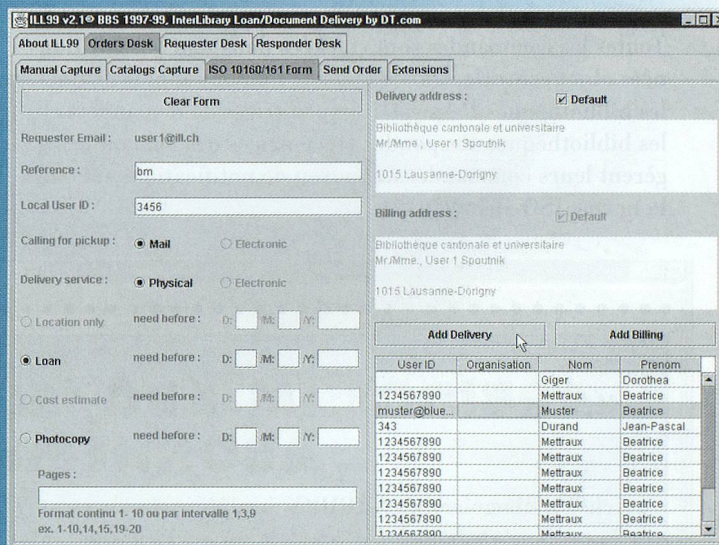 ILL99 v2.1© BBS 1997-99, InterLibrary Loan/Document Delivery by DT.com
About ILL99 Orders Desk Requester Desk Responder Desk
Manual Capture Catalogs Capture ISO 10160/161 Form Send Order Extensions
Clear Form
Requester Email : user1@ill.ch
Reference : bm
Local User ID : 3456
Calling for pickup : Mail Electronic
Delivery service : Physical Electronic
Location only need before : D: /M: /Y:
Loan need before : D: /M: /Y:
Cost estimate need before : D: /M: /Y:
Photocopy need before : D: /M: /Y:
Pages :
Format continu 1- 10 ou par intervalle 1,3,9
ex. 1-10,14,15,19-20
Delivery address : Default
Bibliothèque cantonale et universitaire
Mr./Mme., User 1 Spoutnik
1015 Lausanne-Dorigny
Billing address : Default
Bibliothèque cantonale et universitaire
Mr./Mme., User 1 Spoutnik
1015 Lausanne-Dorigny
Add Delivery Add Billing
User ID Organisation Nom Prenom
Giger Dorothea
1234567890 Mettraux Beatrice
muster@blue... Muster Beatrice
343 Durand Jean-Pascal
1234567890 Mettraux Beatrice
1234567890 Mettraux Beatrice
1234567890 Mettraux Beatrice
1234567890 Mettraux Beatrice
1234567890 Mettraux Beatrice
1234567890 Mettraux Beatrice